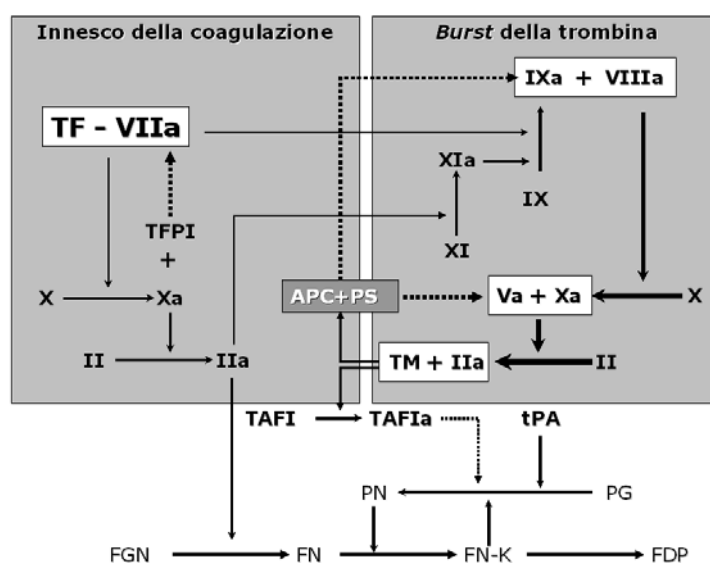 Innesco della coagulazione
Burst della trombina
IXa + VIIIa
TF - VIIa
XIa
IX
TFPI
+
XI
X
Xa
APC+PS
Va + Xa
X
II
IIa
TM + IIa
II
TAFI
TAFIa
tPA
PN
PG
FGN
FN
FN-K
FDP